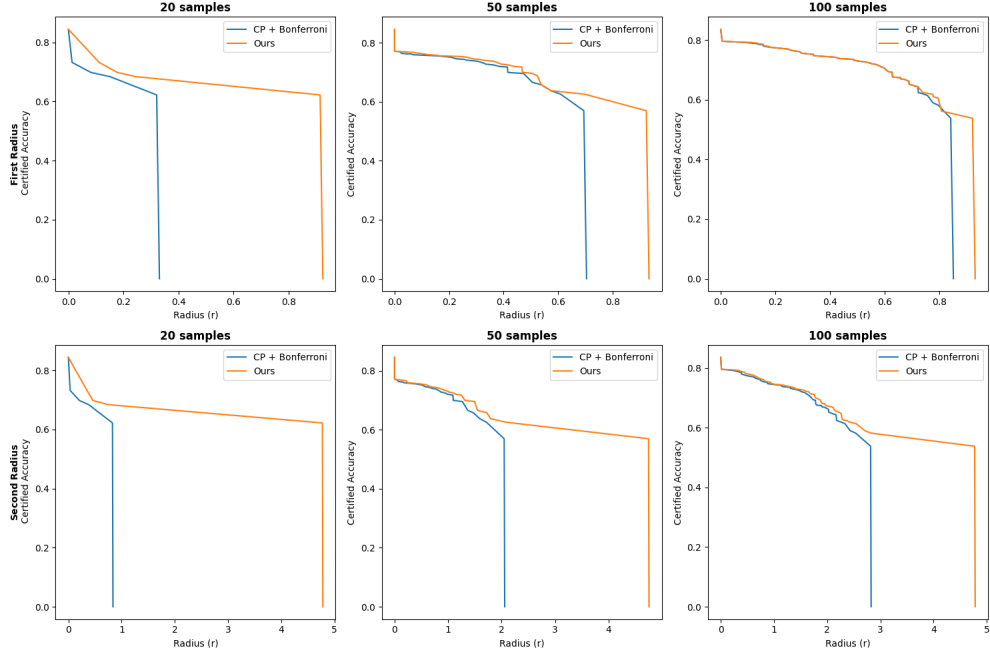 20 samples
First Radius
Certified Accuracy
0.8
0.6
0.4
0.2
0.0
CP + Bonferroni
Ours
0.0 0.2 0.4 0.6 0.8
Radius (r)
50 samples
Certified Accuracy
0.8
0.6
0.4
0.2
0.0
CP + Bonferroni
Ours
0.0 0.2 0.4 0.6 0.8
Radius (r)
100 samples
Certified Accuracy
0.8
0.6
0.4
0.2
0.0
CP + Bonferroni
Ours
0.0 0.2 0.4 0.6 0.8
Radius (r)
20 samples
Second Radius
Certified Accuracy
0.8
0.6
0.4
0.2
0.0
CP + Bonferroni
Ours
0 1 2 3 4 5
Radius (r)
50 samples
Certified Accuracy
0.8
0.6
0.4
0.2
0.0
CP + Bonferroni
Ours
0 1 2 3 4
Radius (r)
100 samples
Certified Accuracy
0.8
0.6
0.4
0.2
0.0
CP + Bonferroni
Ours
0 1 2 3 4 5
Radius (r)